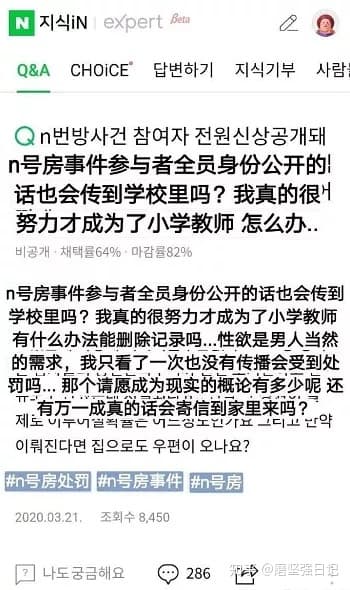 N 지식iN expert Beta
Q&A CHOiCE 답변하기 지식기부 사람들
Q n번방사건 참여자 전원신상공개돼
n号房事件参与者全员身份公开的
话也会传到学校里吗？我真的很
努力才成为了小学教师 怎么办..
비공개 · 채택률64% · 마감률82%
n号房事件参与者全员身份公开的话也会传到
学校里吗？我真的很努力才成为了小学教师
有什么办法能删除记录吗...性欲是男人当然
的需求，我只看了一次也没有传播会受到处
罚吗... 那个请愿成为现实的概论有多少呢 还
有万一成真的话会寄信到家里来吗？
이뤄진다면 집으로도 우편이 오나요?
#n号房处罚 #n号房事件 #n号房
2020.03.21. 조회수 8,450
나도궁금해요 286
知乎 @磨坚强日记